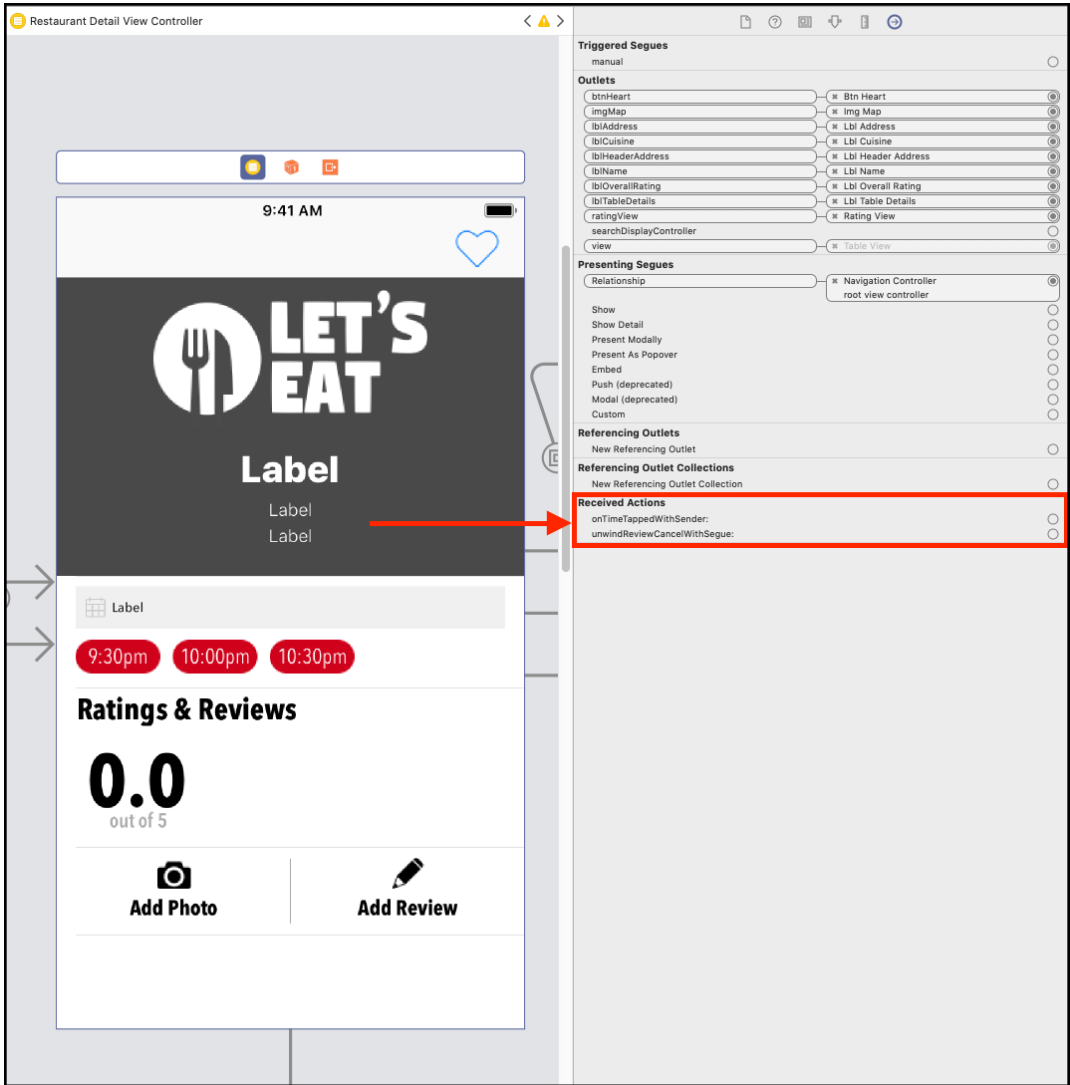 Restaurant Detail View Controller
9:41 AM
LET'S
EAT
Label
Label
Label
Label
9:30pm 10:00pm 10:30pm
Ratings & Reviews
0.0
out of 5
Add Photo Add Review
Triggered Segues
manual
Outlets
btnHeart Btn Heart
imgMap Img Map
lblAddress Lbl Address
lblCuisine Lbl Cuisine
lblHeaderAddress Lbl Header Address
lblName Lbl Name
lblOverallRating Lbl Overall Rating
lblTableDetails Lbl Table Details
ratingView Rating View
searchDisplayController
view Table View
Presenting Segues
Relationship Navigation Controller
root view controller
Show
Show Detail
Present Modally
Present As Popover
Embed
Push (deprecated)
Modal (deprecated)
Custom
Referencing Outlets
New Referencing Outlet
Referencing Outlet Collections
New Referencing Outlet Collection
Received Actions
onTimeTappedWithSender:
unwindReviewCancelWithSegue: